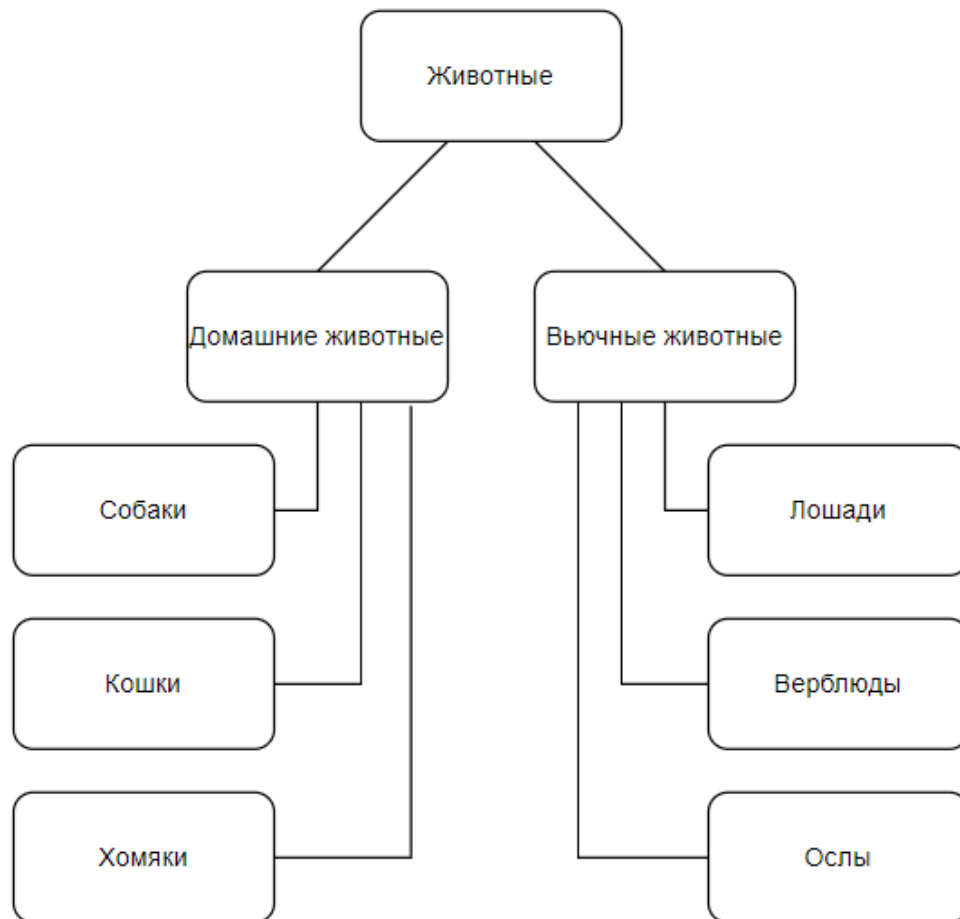 Животные
Домашние животные
Вьючные животные
Собаки
Лошади
Кошки
Верблюды
Хомяки
Ослы